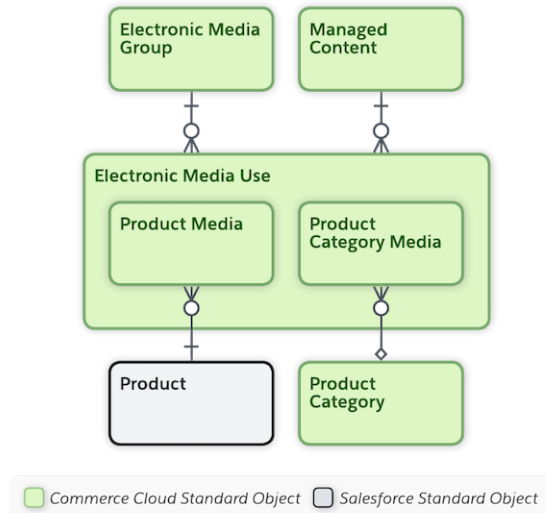 Electronic Media
Group
Managed
Content
Electronic Media Use
Product Media
Product
Category Media
Product
Product
Category
Commerce Cloud Standard Object
Salesforce Standard Object